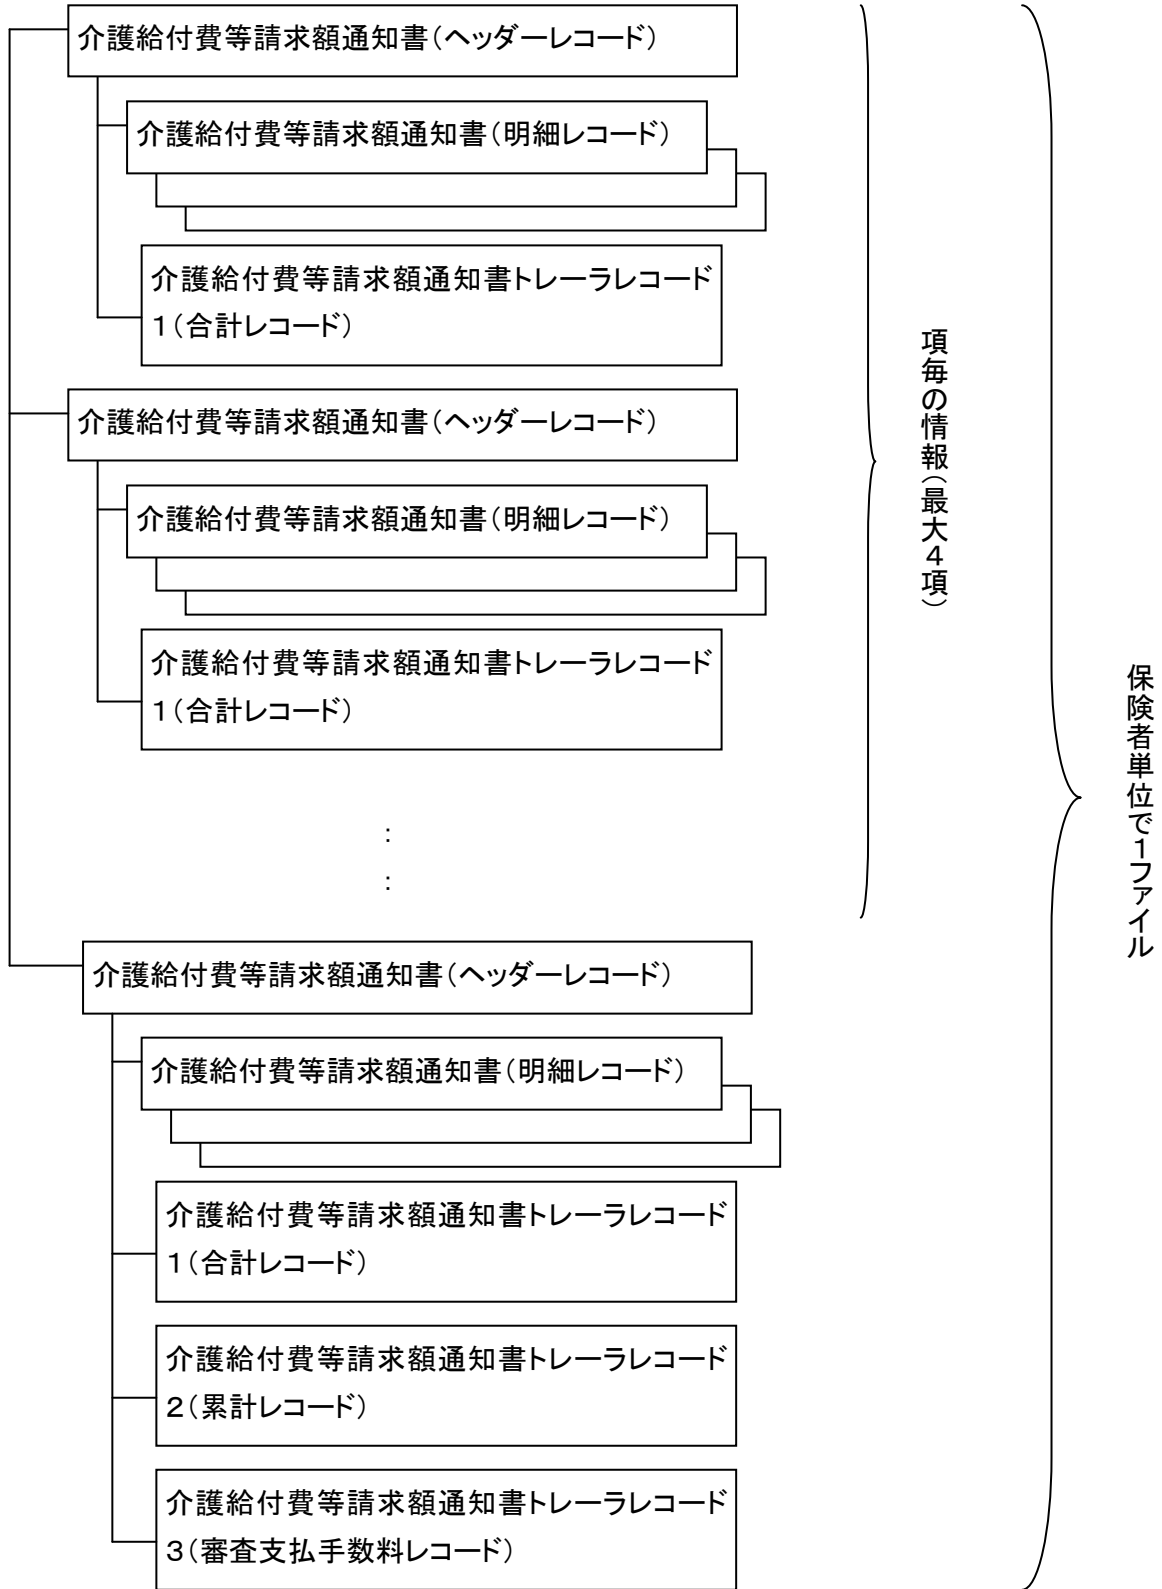 介護給付費等請求額通知書(ヘッダーレコード)
介護給付費等請求額通知書(明細レコード)
介護給付費等請求額通知書トレーラレコード
1(合計レコード)
介護給付費等請求額通知書(ヘッダーレコード)
介護給付費等請求額通知書(明細レコード)
介護給付費等請求額通知書トレーラレコード
1(合計レコード)
:
:
項毎の情報(最大4項)
介護給付費等請求額通知書(ヘッダーレコード)
介護給付費等請求額通知書(明細レコード)
介護給付費等請求額通知書トレーラレコード
1(合計レコード)
介護給付費等請求額通知書トレーラレコード
2(累計レコード)
介護給付費等請求額通知書トレーラレコード
3(審査支払手数料レコード)
保険者単位で1ファイル